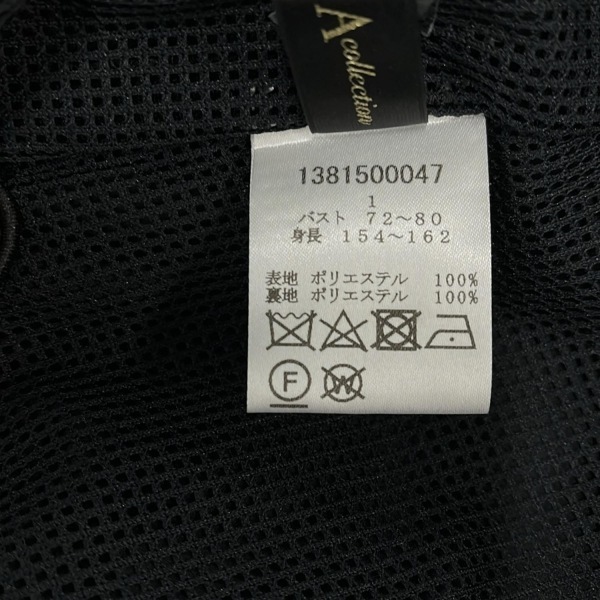 A collection
1381500047
1
バスト 72～80
身長 154～162
表地 ポリエステル 100%
裏地 ポリエステル 100%
F W